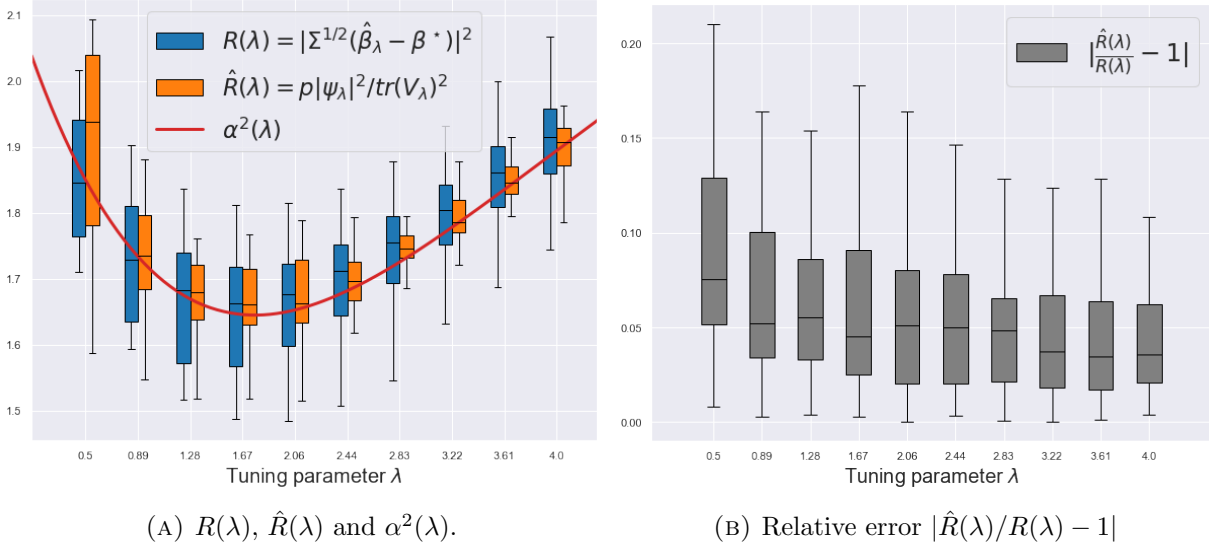 R(λ) = |Σ^{1/2}(β̂_λ − β*)|²
R̂(λ) = p|ψ_λ|²/tr(V_λ)²
α²(λ)
2.1
2.0
1.9
1.8
1.7
1.6
1.5
0.5 0.89 1.28 1.67 2.06 2.44 2.83 3.22 3.61 4.0
Tuning parameter λ
(A) R(λ), R̂(λ) and α²(λ).
|R̂(λ)/R(λ) − 1|
0.20
0.15
0.10
0.05
0.00
0.5 0.89 1.28 1.67 2.06 2.44 2.83 3.22 3.61 4.0
Tuning parameter λ
(B) Relative error |R̂(λ)/R(λ) − 1|